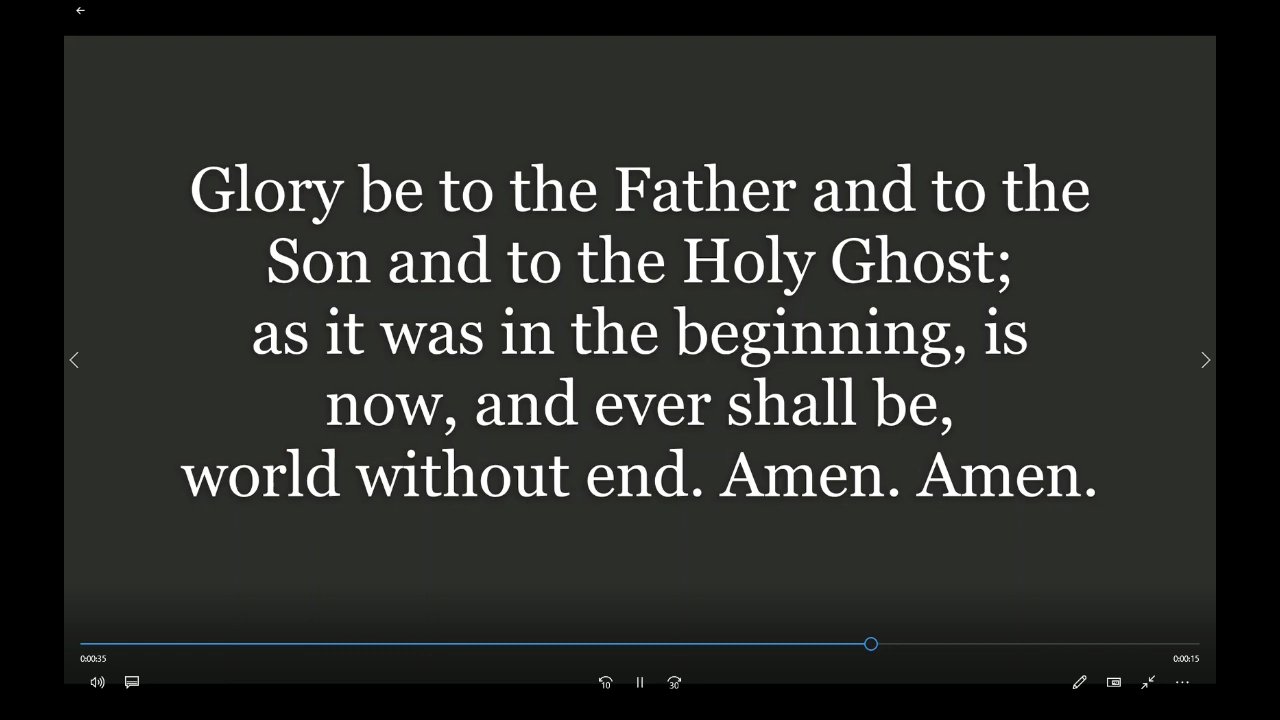 Glory be to the Father and to the
Son and to the Holy Ghost;
as it was in the beginning, is
now, and ever shall be,
world without end. Amen. Amen.
0:00:35
0:00:15
10
30